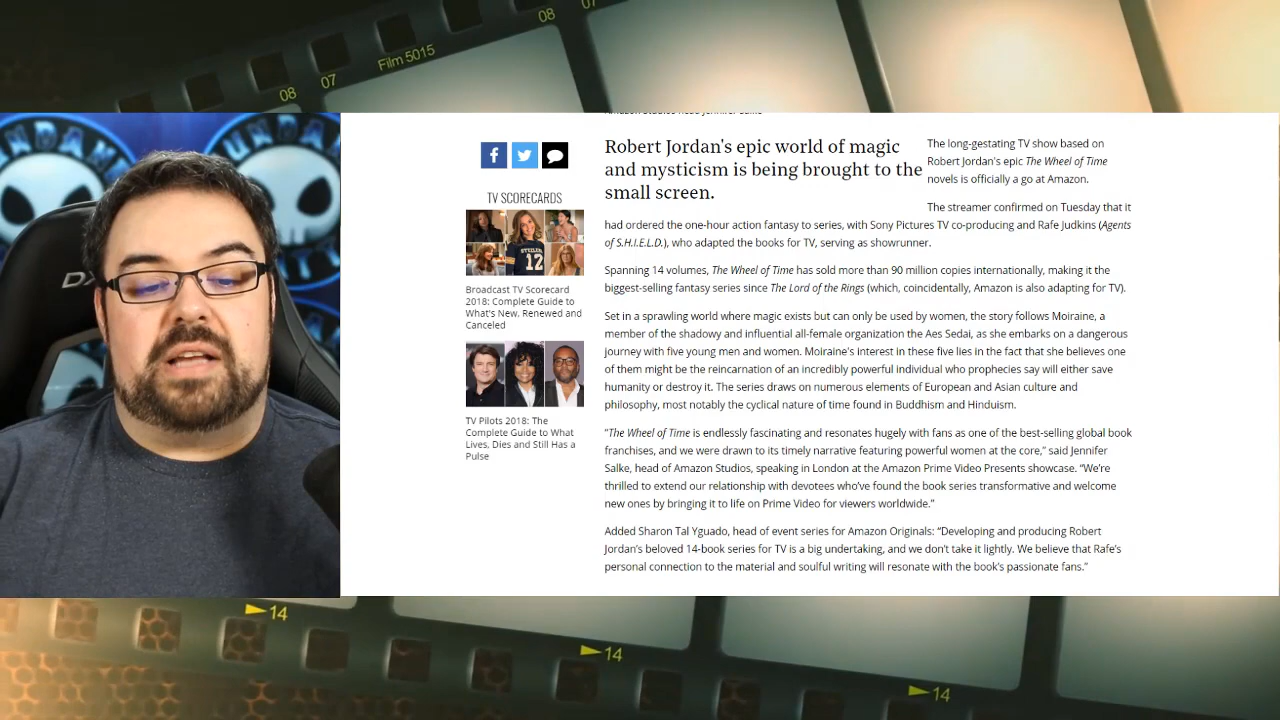 08
07
Film 5015
08
07
DX
Robert Jordan's epic world of magic
and mysticism is being brought to the
small screen.
The long-gestating TV show based on
Robert Jordan's epic The Wheel of Time
novels is officially a go at Amazon.
The streamer confirmed on Tuesday that it
had ordered the one-hour action fantasy to series, with Sony Pictures TV co-producing and Rafe Judkins (Agents
of S.H.I.E.L.D.), who adapted the books for TV, serving as showrunner.
Spanning 14 volumes, The Wheel of Time has sold more than 90 million copies internationally, making it the
biggest-selling fantasy series since The Lord of the Rings (which, coincidentally, Amazon is also adapting for TV).
Set in a sprawling world where magic exists but can only be used by women, the story follows Moiraine, a
member of the shadowy and influential all-female organization the Aes Sedai, as she embarks on a dangerous
journey with five young men and women. Moiraine's interest in these five lies in the fact that she believes one
of them might be the reincarnation of an incredibly powerful individual who prophecies say will either save
humanity or destroy it. The series draws on numerous elements of European and Asian culture and
philosophy, most notably the cyclical nature of time found in Buddhism and Hinduism.
"The Wheel of Time is endlessly fascinating and resonates hugely with fans as one of the best-selling global book
franchises, and we were drawn to its timely narrative featuring powerful women at the core," said Jennifer
Salke, head of Amazon Studios, speaking in London at the Amazon Prime Video Presents showcase. "We're
thrilled to extend our relationship with devotees who've found the book series transformative and welcome
new ones by bringing it to life on Prime Video for viewers worldwide."
Added Sharon Tal Yguado, head of event series for Amazon Originals: "Developing and producing Robert
Jordan's beloved 14-book series for TV is a big undertaking, and we don't take it lightly. We believe that Rafe's
personal connection to the material and soulful writing will resonate with the book's passionate fans."
TV SCORECARDS
STEELERS
12
Broadcast TV Scorecard
2018: Complete Guide to
What's New, Renewed and
Canceled
TV Pilots 2018: The
Complete Guide to What
Lives, Dies and Still Has a
Pulse
14
14
14